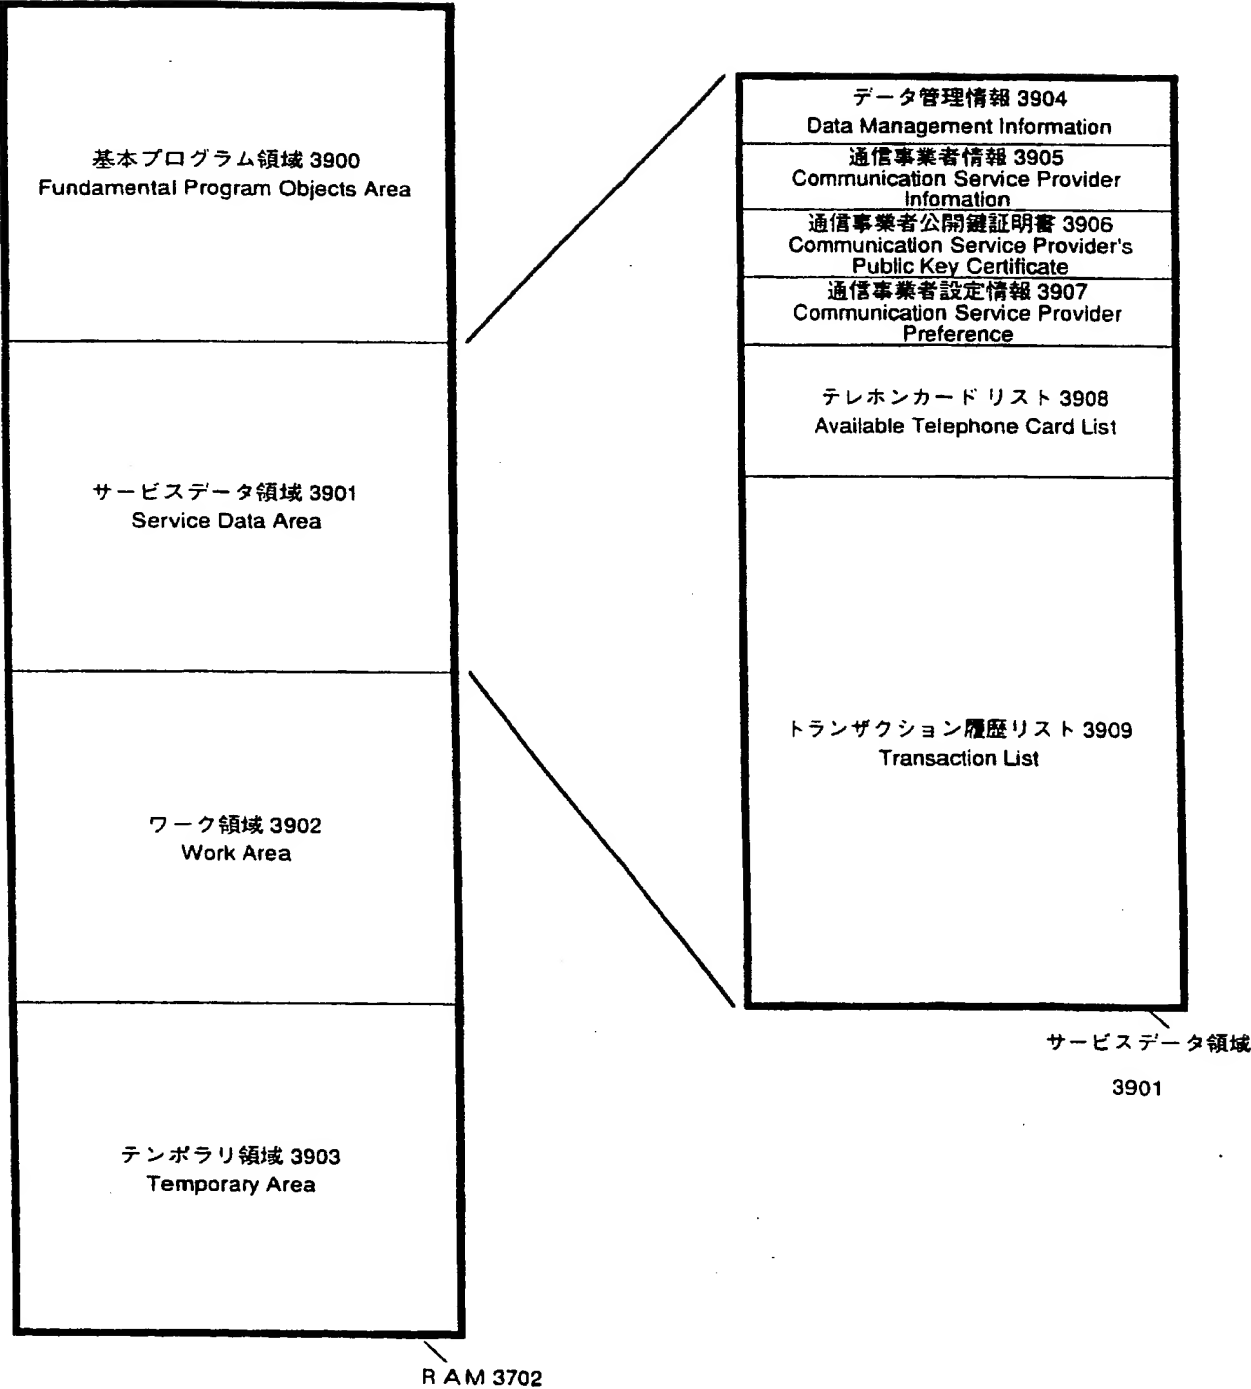 基本プログラム領域 3900
Fundamental Program Objects Area
サービスデータ領域 3901
Service Data Area
ワーク領域 3902
Work Area
テンポラリ領域 3903
Temporary Area
RAM 3702
データ管理情報 3904
Data Management Information
通信事業者情報 3905
Communication Service Provider
Infomation
通信事業者公開鍵証明書 3906
Communication Service Provider's
Public Key Certificate
通信事業者設定情報 3907
Communication Service Provider
Preference
テレホンカード リスト 3908
Available Telephone Card List
トランザクション履歴リスト 3909
Transaction List
サービスデータ領域
3901